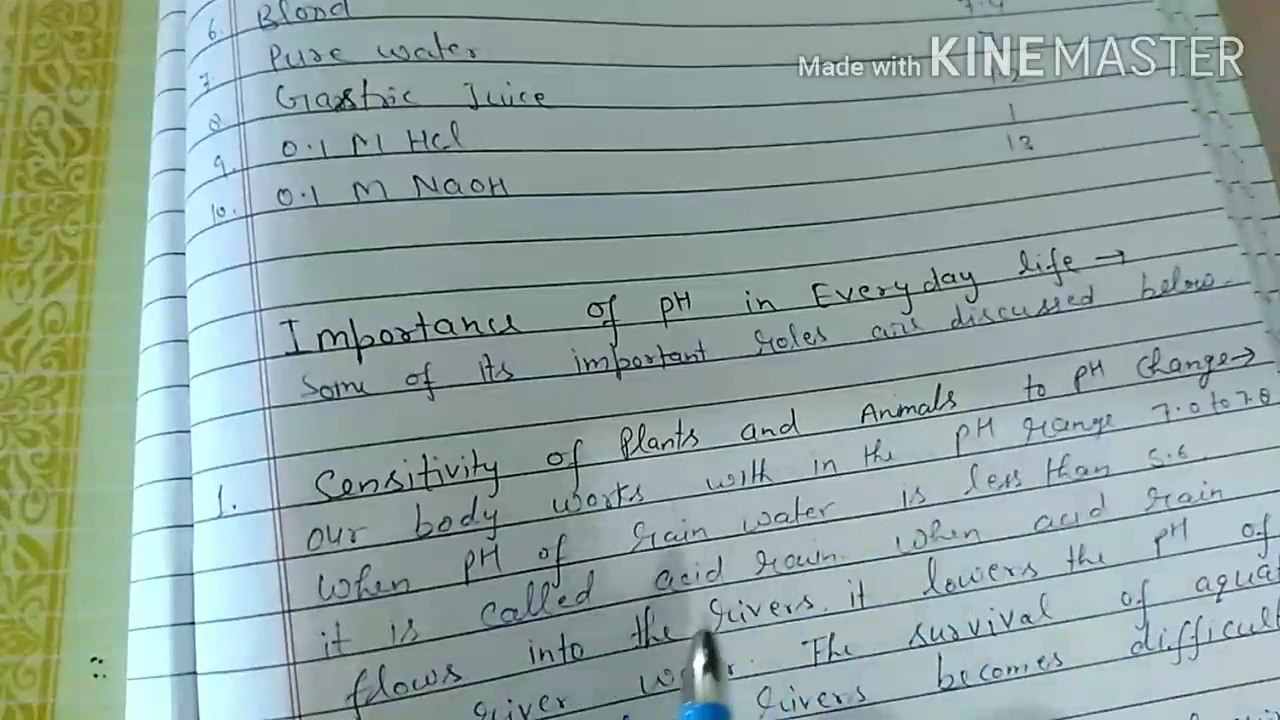 6. Blood 7.4
7. Pure water
Made with KINEMASTER
8. Gastric Juice
9. 0.1 M Hcl 1
10. 0.1 M NaOH 13
Importance of pH in Everyday life →
Some of its important roles are discussed below.
1. Sensitivity of Plants and Animals to pH Change→
our body works with in the pH range 7.0 to 7.8
When pH of rain water is less than 5.6
it is called acid rain. When acid rain
flows into the rivers. it lowers the pH of
river The survival of aquat
rivers becomes difficult